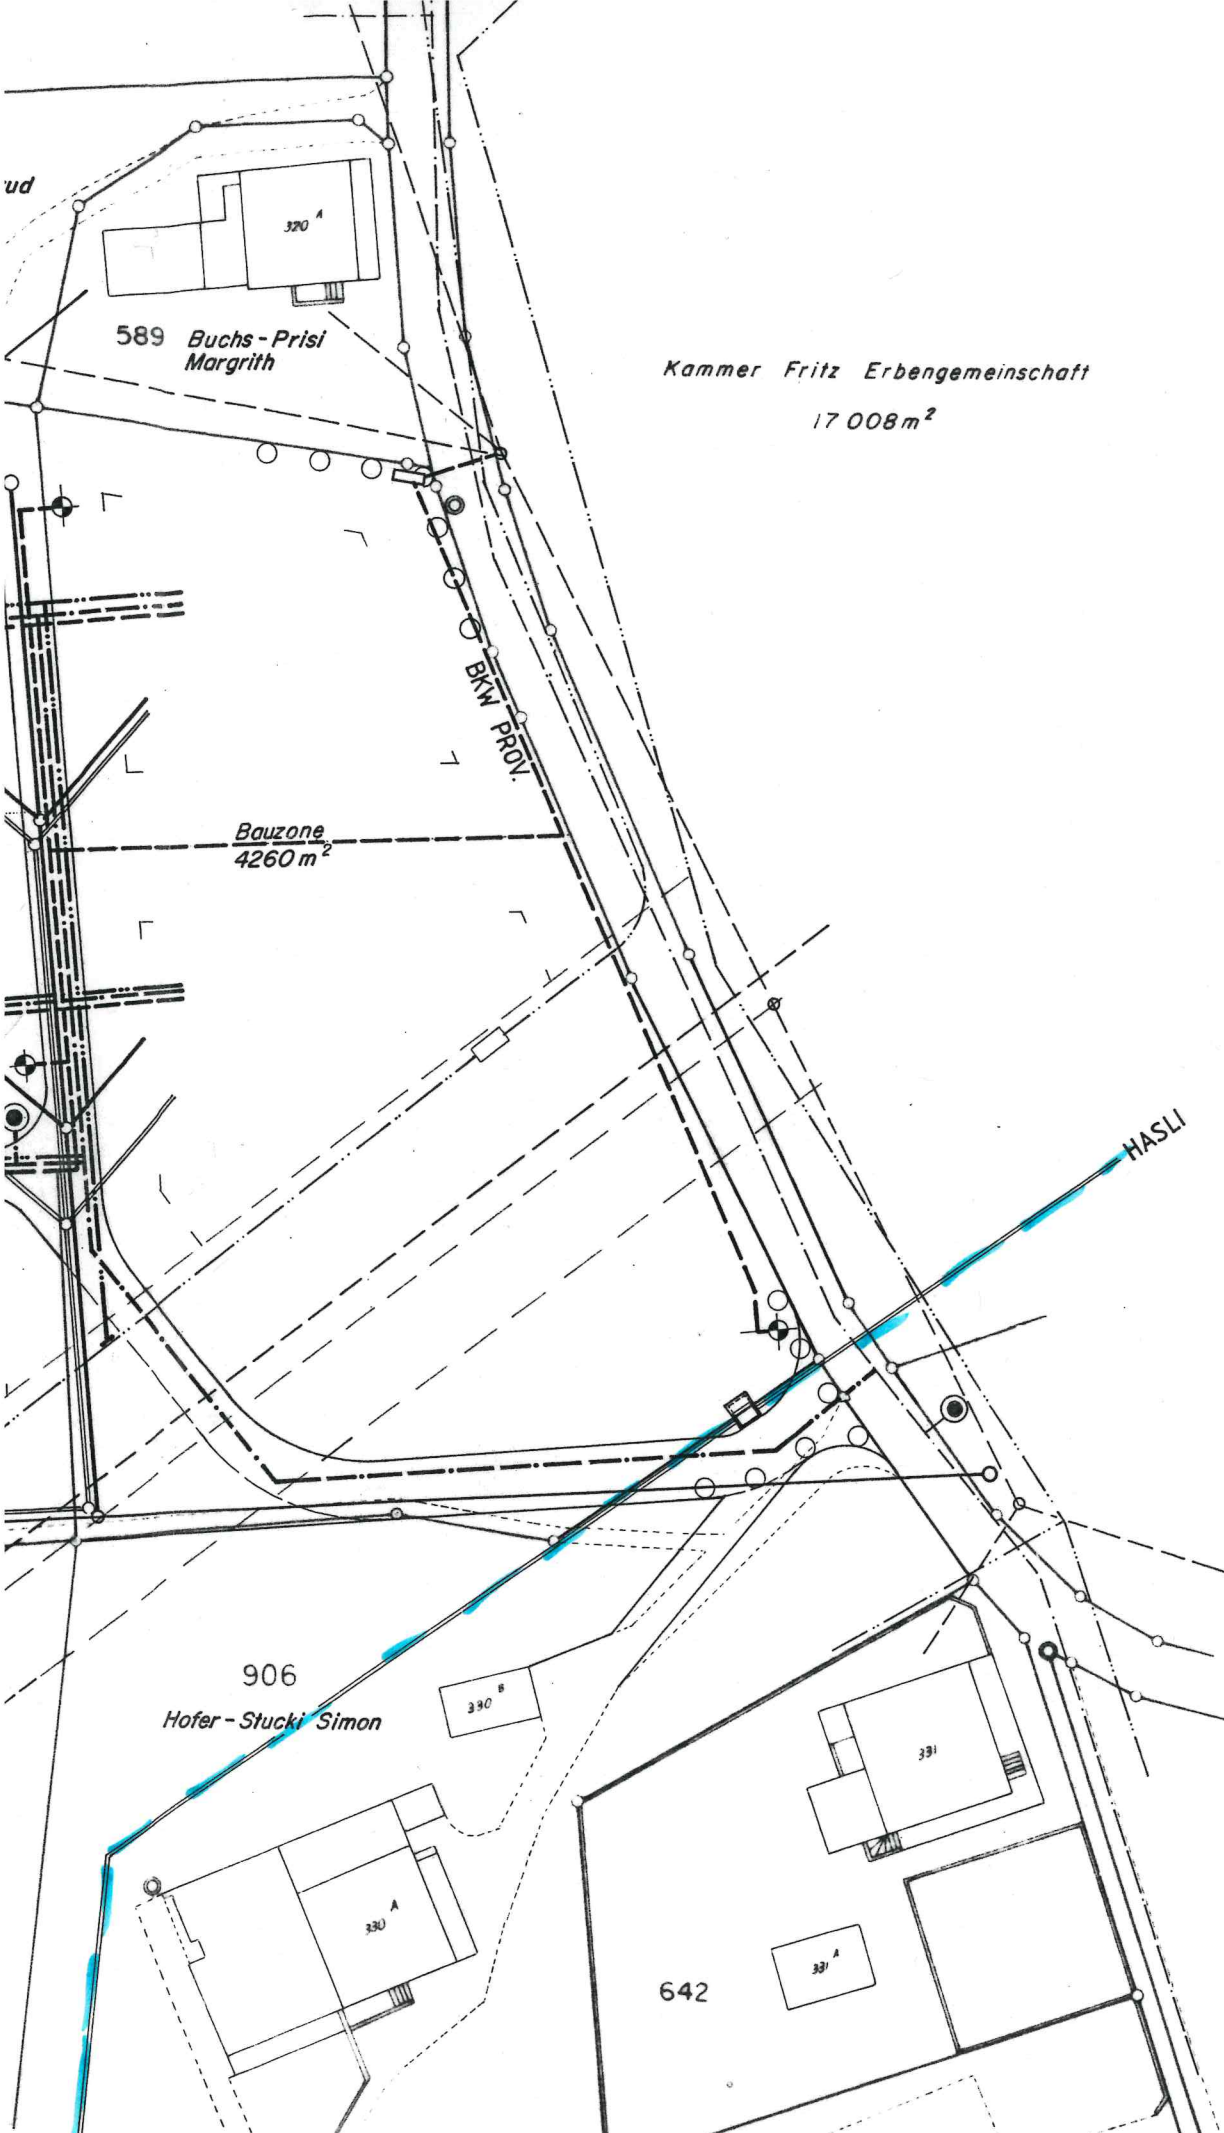 ud
320 A
589 Buchs-Prisi
Margrith
Kammer Fritz Erbengemeinschaft
17 008 m²
BKW PROV.
Bauzone
4260 m²
HASLI
906
Hofer-Stucki Simon
330 B
331
330 A
331 A
642